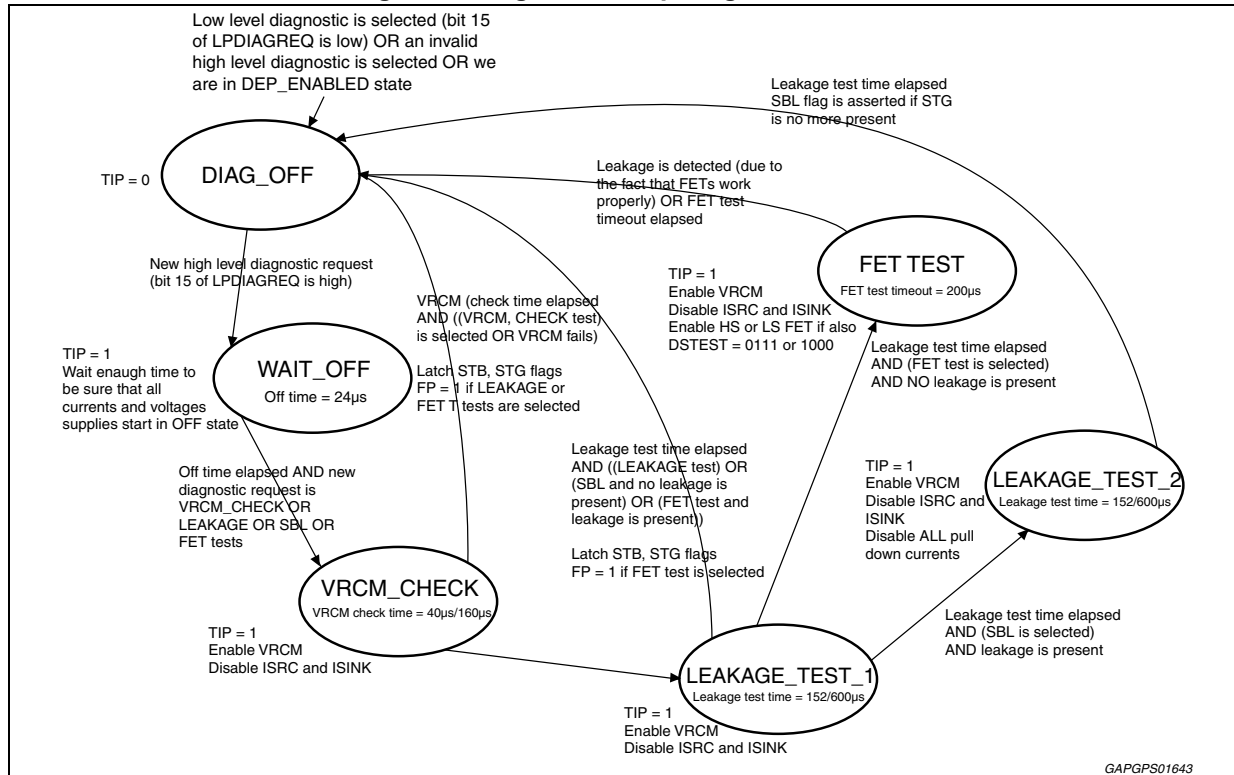 Low level diagnostic is selected (bit 15
of LPDIAGREQ is low) OR an invalid
high level diagnostic is selected OR we
are in DEP_ENABLED state
Leakage test time elapsed
SBL flag is asserted if STG
is no more present
DIAG_OFF
TIP = 0
Leakage is detected (due to
the fact that FETs work
properly) OR FET test
timeout elapsed
New high level diagnostic request
(bit 15 of LPDIAGREQ is high)
FET TEST
FET test timeout = 200µs
TIP = 1
Enable VRCM
Disable ISRC and ISINK
Enable HS or LS FET if also
DSTEST = 0111 or 1000
VRCM (check time elapsed
AND ((VRCM, CHECK test)
is selected OR VRCM fails)
Latch STB, STG flags
FP = 1 if LEAKAGE or
FET T tests are selected
TIP = 1
Wait enaugh time to
be sure that all
currents and voltages
supplies start in OFF state
WAIT_OFF
Off time = 24µs
Leakage test time elapsed
AND (FET test is selected)
AND NO leakage is present
Off time elapsed AND new
diagnostic request is
VRCM_CHECK OR
LEAKAGE OR SBL OR
FET tests
Leakage test time elapsed
AND ((LEAKAGE test) OR
(SBL and no leakage is
present) OR (FET test and
leakage is present))
Latch STB, STG flags
FP = 1 if FET test is selected
TIP = 1
Enable VRCM
Disable ISRC and
ISINK
Disable ALL pull
down currents
LEAKAGE_TEST_2
Leakage test time = 152/600µs
VRCM_CHECK
VRCM check time = 40µs/160µs
TIP = 1
Enable VRCM
Disable ISRC and ISINK
Leakage test time elapsed
AND (SBL is selected)
AND leakage is present
LEAKAGE_TEST_1
Leakage test time = 152/600µs
TIP = 1
Enable VRCM
Disable ISRC and ISINK
GAPGPS01643